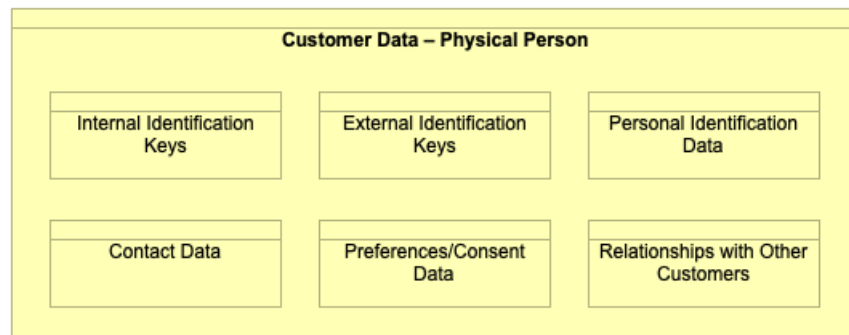 Customer Data – Physical Person
Internal Identification
Keys
External Identification
Keys
Personal Identification
Data
Contact Data
Preferences/Consent
Data
Relationships with Other
Customers